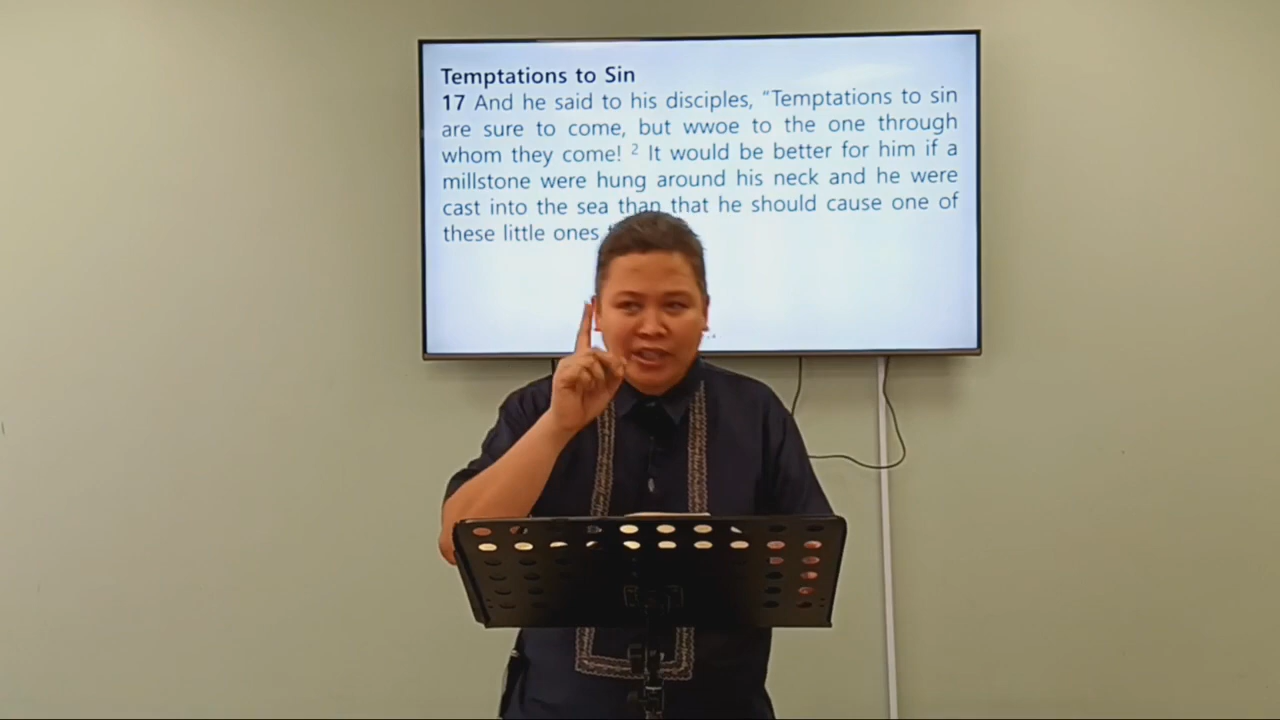 Temptations to Sin
17 And he said to his disciples, “Temptations to sin
are sure to come, but wwoe to the one through
whom they come! 2 It would be better for him if a
millstone were hung around his neck and he were
cast into the sea than that he should cause one of
these little ones